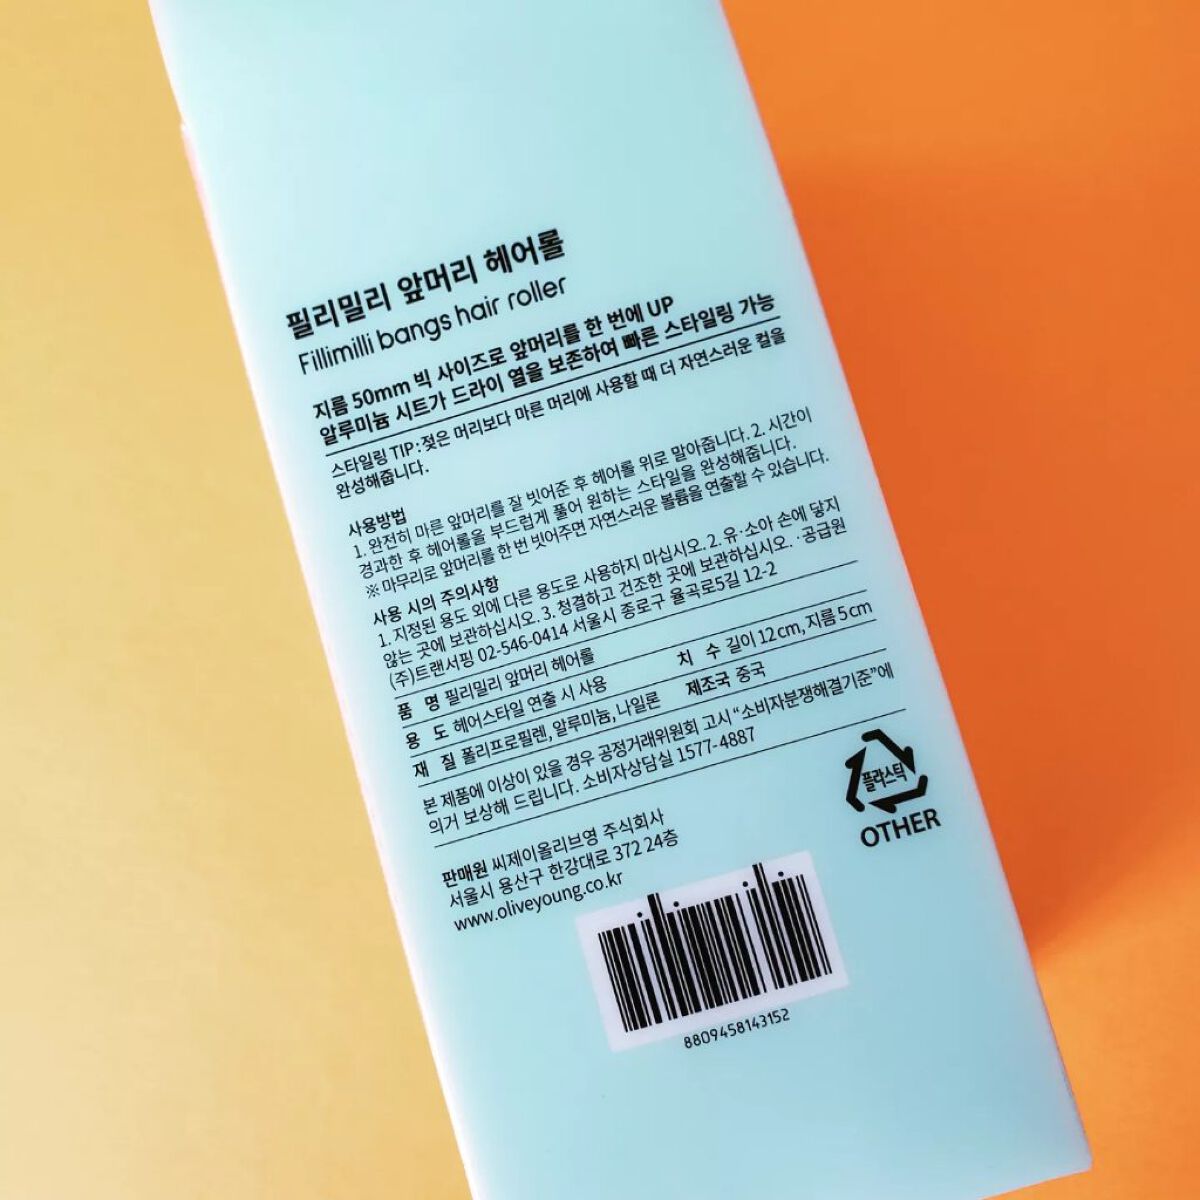 필리밀리 앞머리 헤어롤
Fillimilli bangs hair roller
지름 50mm 빅 사이즈로 앞머리를 한 번에 UP
알루미늄 시트가 드라이 열을 보존하여 빠른 스타일링 가능
스타일링 TIP : 젖은 머리보다 마른 머리에 사용할 때 더 자연스러운 컬을
완성해줍니다.
사용방법
1. 완전히 마른 앞머리를 잘 빗어준 후 헤어롤 위로 말아줍니다. 2. 시간이
경과한 후 헤어롤을 부드럽게 풀어 원하는 스타일을 완성해줍니다.
※ 마무리로 앞머리를 한 번 빗어주면 자연스러운 볼륨을 연출할 수 있습니다.
사용 시의 주의사항
1. 지정된 용도 외에 다른 용도로 사용하지 마십시오. 2. 유·소아 손에 닿지
않는 곳에 보관하십시오. 3. 청결하고 건조한 곳에 보관하십시오. ·공급원
(주)트랜서핑 02-546-0414 서울시 종로구 율곡로5길 12-2
품 명 필리밀리 앞머리 헤어롤 치 수 길이 12cm, 지름 5cm
용 도 헤어스타일 연출 시 사용 제조국 중국
재 질 폴리프로필렌, 알루미늄, 나일론
본 제품에 이상이 있을 경우 공정거래위원회 고시 “소비자분쟁해결기준”에
의거 보상해 드립니다. 소비자상담실 1577-4887
플라스틱
OTHER
판매원 씨제이올리브영 주식회사
서울시 용산구 한강대로 372 24층
www.oliveyoung.co.kr
8809458143152